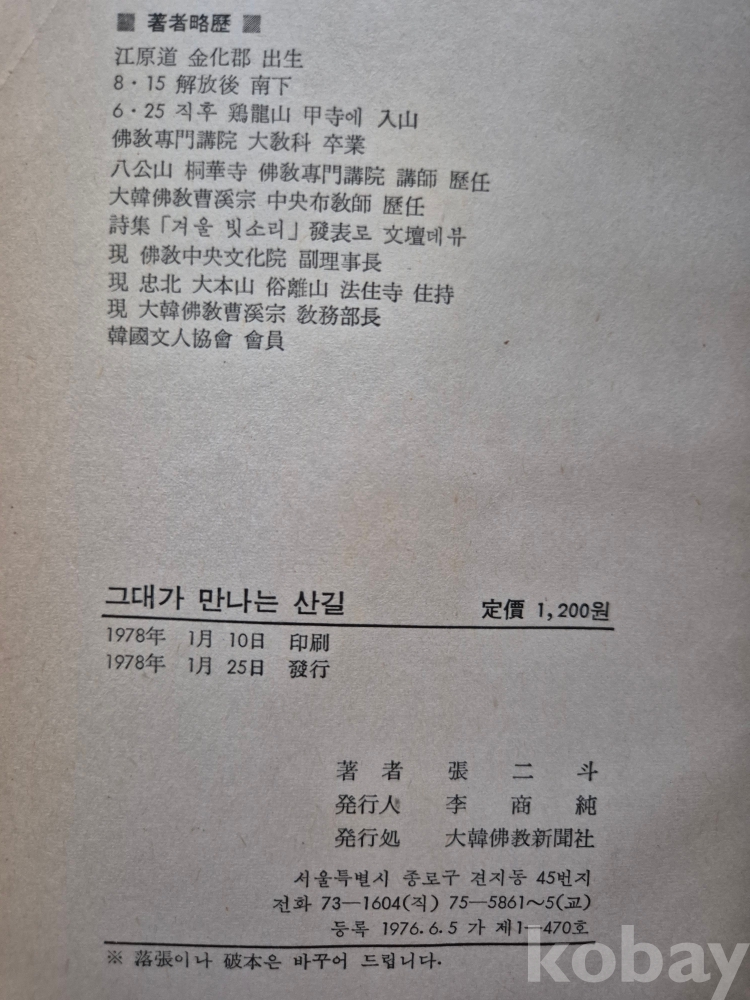 著者略歷
江原道 金化郡 出生
8·15 解放後 南下
6·25 직후 鶏龍山 甲寺에 入山
佛敎專門講院 大敎科 卒業
八公山 桐華寺 佛敎專門講院 講師 歷任
大韓佛敎曹溪宗 中央布敎師 歷任
詩集「겨울 빗소리」發表로 文壇데뷰
現 佛敎中央文化院 副理事長
現 忠北 大本山 俗離山 法住寺 住持
現 大韓佛敎曹溪宗 敎務部長
韓國文人協會 會員
그대가 만나는 산길 定價 1,200원
1978年 1月 10日 印刷
1978年 1月 25日 發行
著者 張二斗
発行人 李商純
発行処 大韓佛教新聞社
서울특별시 종로구 견지동 45번지
전화 73—1604(직) 75—5861~5(교)
등록 1976.6.5 가 제1—470호
※ 落張이나 破本은 바꾸어 드립니다.
kobay